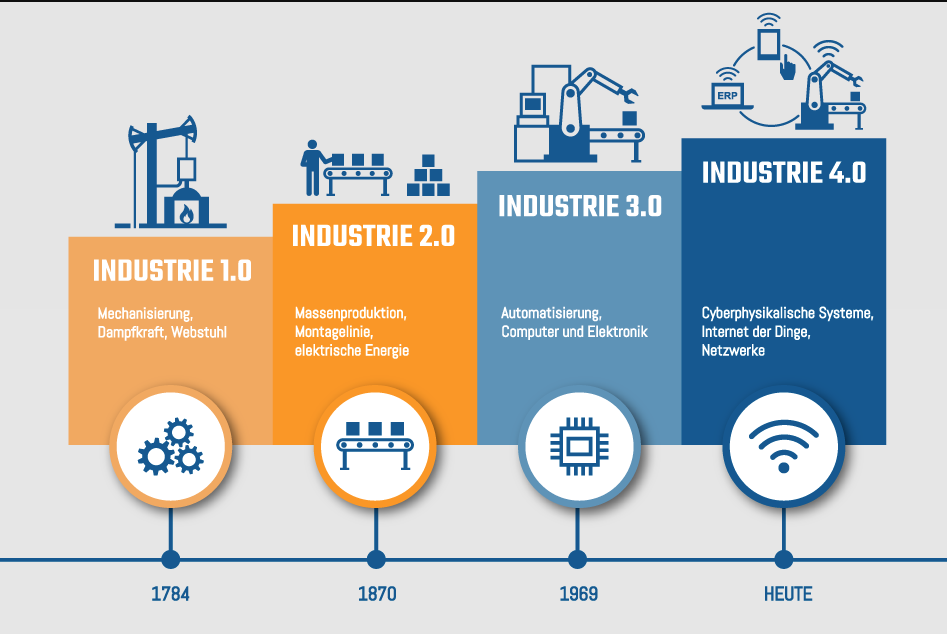 ERP
INDUSTRIE 1.0
Mechanisierung,
Dampfkraft, Webstuhl
INDUSTRIE 2.0
Massenproduktion,
Montagelinie,
elektrische Energie
INDUSTRIE 3.0
Automatisierung,
Computer und Elektronik
INDUSTRIE 4.0
Cyberphysikalische Systeme,
Internet der Dinge,
Netzwerke
1784
1870
1969
HEUTE